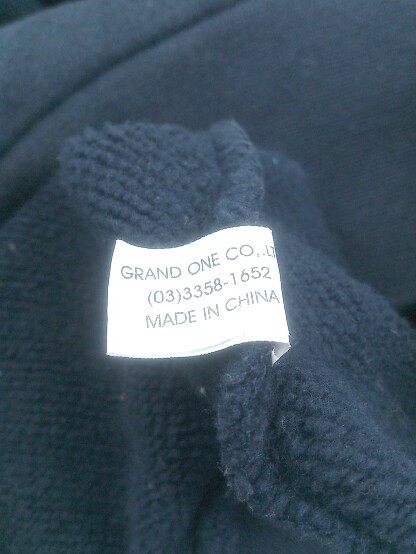 GRAND ONE CO.,LT
(03)3358-1652
MADE IN CHINA